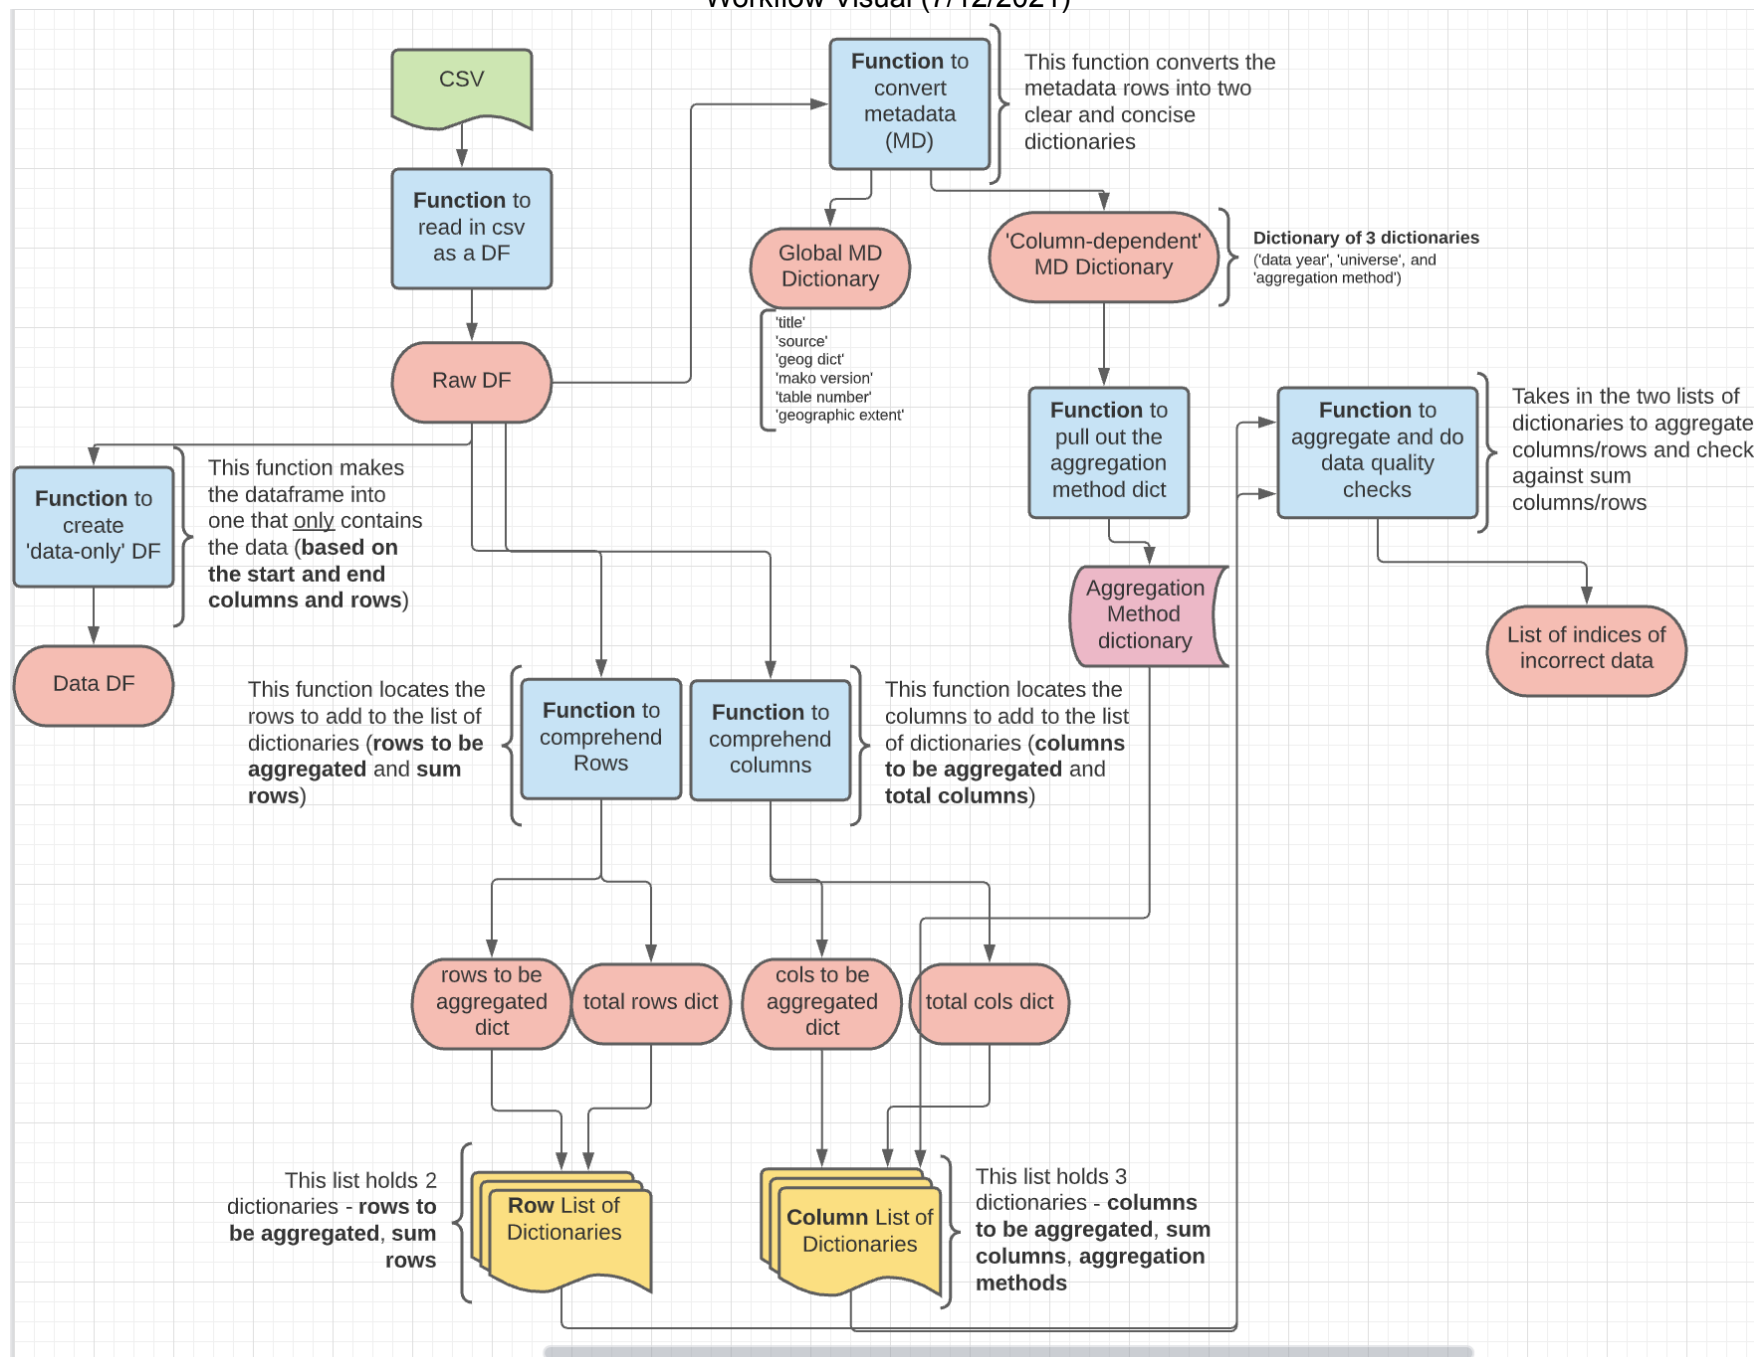 Workflow Visual (7/12/2021)
CSV
Function to
read in csv
as a DF
Raw DF
Function to
convert
metadata
(MD)
This function converts the
metadata rows into two
clear and concise
dictionaries
Global MD
Dictionary
'title'
'source'
'geog dict'
'mako version'
'table number'
'geographic extent'
'Column-dependent'
MD Dictionary
Dictionary of 3 dictionaries
('data year', 'universe', and
'aggregation method')
Function to
pull out the
aggregation
method dict
Function to
aggregate and do
data quality
checks
Takes in the two lists of
dictionaries to aggregate
columns/rows and check
against sum
columns/rows
Function to
create
'data-only' DF
This function makes
the dataframe into
one that only contains
the data (based on
the start and end
columns and rows)
Data DF
Aggregation
Method
dictionary
List of indices of
incorrect data
This function locates the
rows to add to the list of
dictionaries (rows to be
aggregated and sum
rows)
Function to
comprehend
Rows
Function to
comprehend
columns
This function locates the
columns to add to the list
of dictionaries (columns
to be aggregated and
total columns)
rows to be
aggregated
dict
total rows dict
cols to be
aggregated
dict
total cols dict
This list holds 2
dictionaries - rows to
be aggregated, sum
rows
Row List of
Dictionaries
Column List of
Dictionaries
This list holds 3
dictionaries - columns
to be aggregated, sum
columns, aggregation
methods